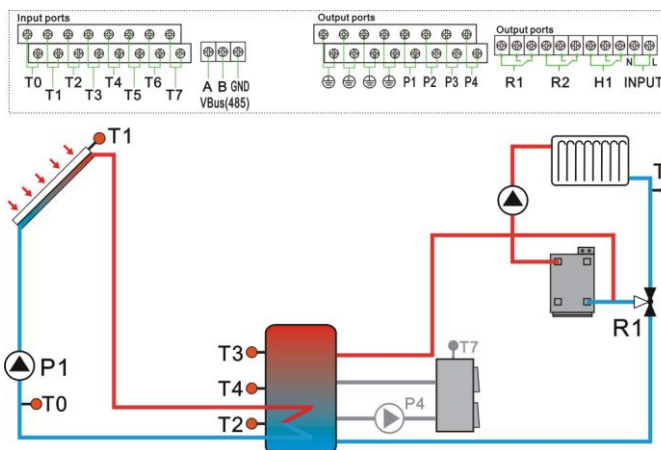 Input ports
T0 T2 T4 T6
T1 T3 T5 T7
A B GND
VBus(485)
Output ports
P1 P2 P3 P4
Output ports
N L
R1 R2 H1 INPUT
T1
T
T3
T7
R1
P1
T4
P4
T0
T2